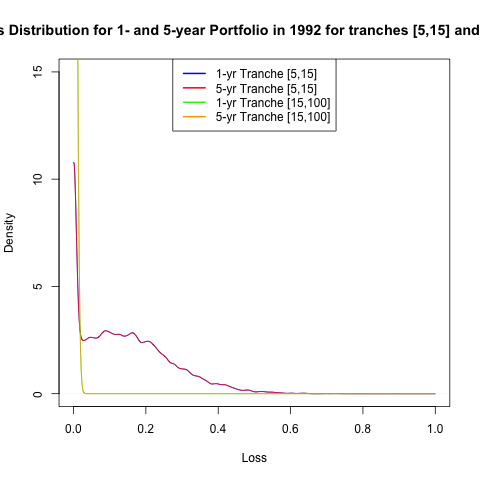 s Distribution for 1- and 5-year Portfolio in 1992 for tranches [5,15] and
15
1-yr Tranche [5,15]
5-yr Tranche [5,15]
1-yr Tranche [15,100]
5-yr Tranche [15,100]
10
Density
5
0
0.0 0.2 0.4 0.6 0.8 1.0
Loss